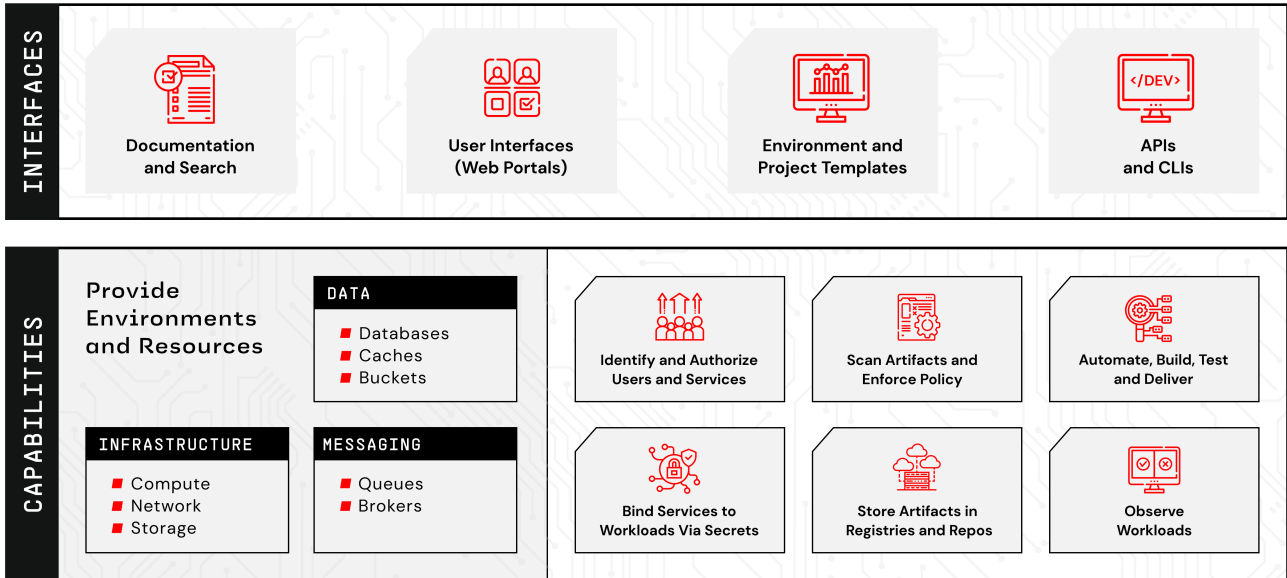 INTERFACES
Documentation
and Search
User Interfaces
(Web Portals)
Environment and
Project Templates
</DEV>
APIs
and CLIs
CAPABILITIES
Provide
Environments
and Resources
DATA
Databases
Caches
Buckets
INFRASTRUCTURE
Compute
Network
Storage
MESSAGING
Queues
Brokers
Identify and Authorize
Users and Services
Scan Artifacts and
Enforce Policy
Automate, Build, Test
and Deliver
Bind Services to
Workloads Via Secrets
Store Artifacts in
Registries and Repos
Observe
Workloads